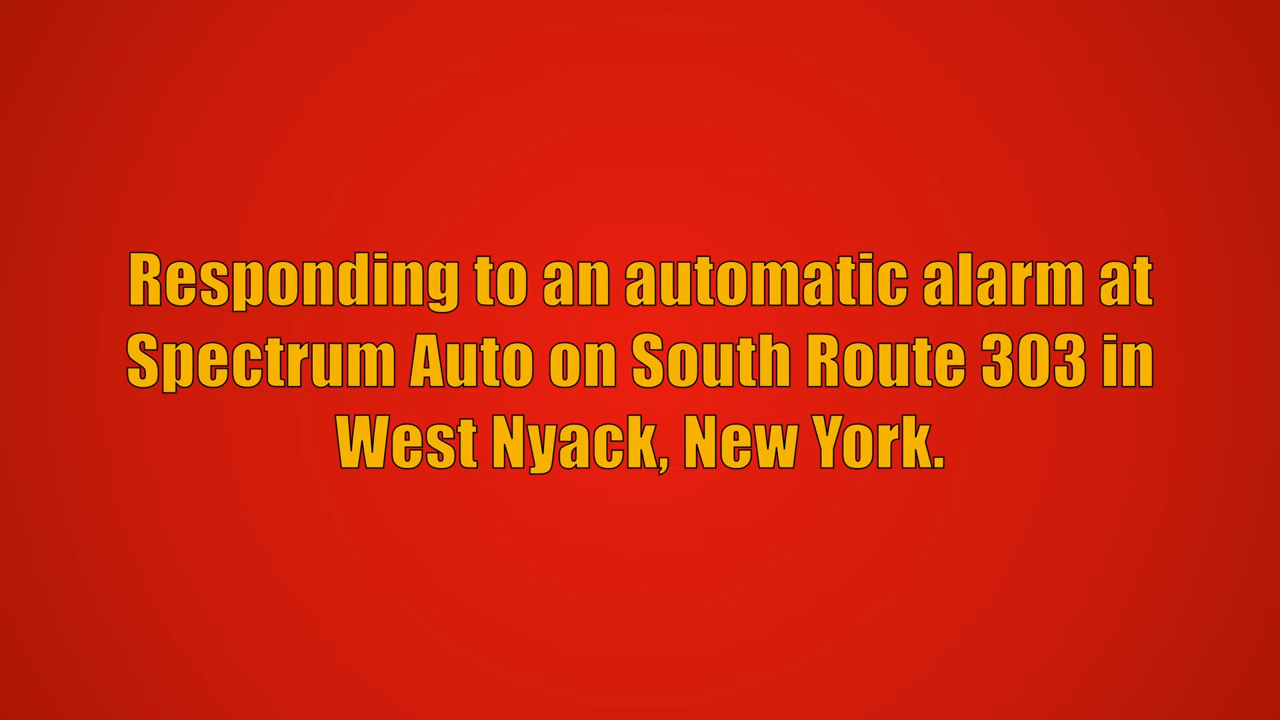 Responding to an automatic alarm at
Spectrum Auto on South Route 303 in
West Nyack, New York.